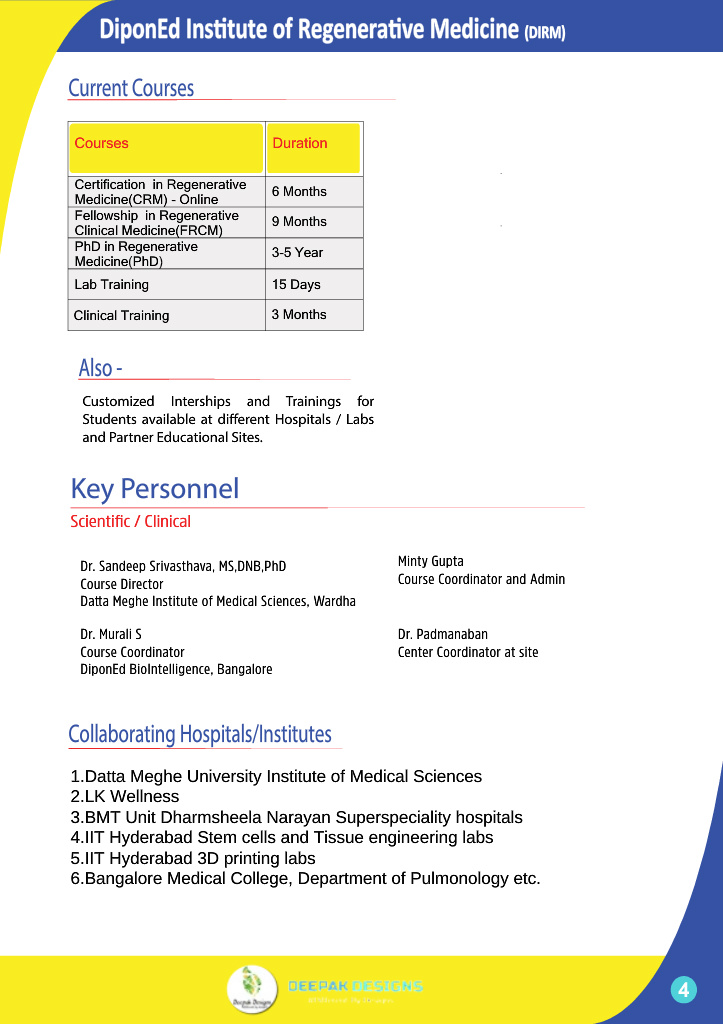 DiponEd Institute of Regenerative Medicine (DIRM)
Current Courses
Courses Duration
Certification in Regenerative
Medicine(CRM) - Online
6 Months
Fellowship in Regenerative
Clinical Medicine(FRCM)
9 Months
PhD in Regenerative
Medicine(PhD)
3-5 Year
Lab Training 15 Days
Clinical Training 3 Months
Also -
Customized Interships and Trainings for
Students available at different Hospitals / Labs
and Partner Educational Sites.
Key Personnel
Scientific / Clinical
Dr. Sandeep Srivasthava, MS,DNB,PhD
Course Director
Datta Meghe Institute of Medical Sciences, Wardha
Minty Gupta
Course Coordinator and Admin
Dr. Murali S
Course Coordinator
DiponEd BioIntelligence, Bangalore
Dr. Padmanaban
Center Coordinator at site
Collaborating Hospitals/Institutes
1.Datta Meghe University Institute of Medical Sciences
2.LK Wellness
3.BMT Unit Dharmsheela Narayan Superspeciality hospitals
4.IIT Hyderabad Stem cells and Tissue engineering labs
5.IIT Hyderabad 3D printing labs
6.Bangalore Medical College, Department of Pulmonology etc.
Deepak Designs
DEEPAK DESIGNS
4